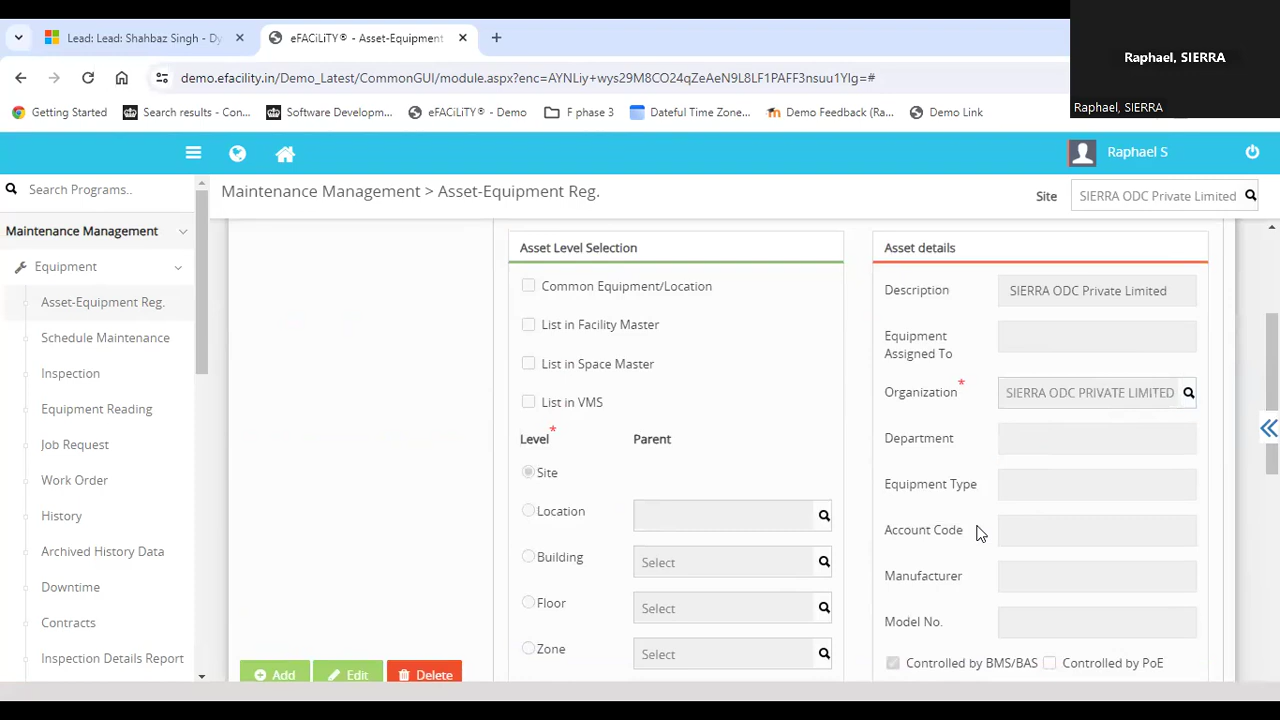 Lead: Lead: Shahbaz Singh - Dy
eFACiLiTY® - Asset-Equipment
demo.efacility.in/Demo_Latest/CommonGUI/module.aspx?enc=AYNLiy+wys29M8CO24qZeAeN9L8LF1PAFF3nsuu1YIg=#
Raphael, SIERRA
Raphael, SIERRA
Getting Started
Search results - Con...
Software Developm...
eFACiLiTY® - Demo
F phase 3
Dateful Time Zone...
Demo Feedback (Ra...
Demo Link
Raphael S
Search Programs..
Maintenance Management > Asset-Equipment Reg.
Site
SIERRA ODC Private Limited
Maintenance Management
Equipment
Asset-Equipment Reg.
Schedule Maintenance
Inspection
Equipment Reading
Job Request
Work Order
History
Archived History Data
Downtime
Contracts
Inspection Details Report
Asset Level Selection
Common Equipment/Location
List in Facility Master
List in Space Master
List in VMS
Level * Parent
Site
Location
Building Select
Floor Select
Zone Select
Add Edit Delete
Asset details
Description SIERRA ODC Private Limited
Equipment
Assigned To
Organization * SIERRA ODC PRIVATE LIMITED
Department
Equipment Type
Account Code
Manufacturer
Model No.
Controlled by BMS/BAS Controlled by PoE